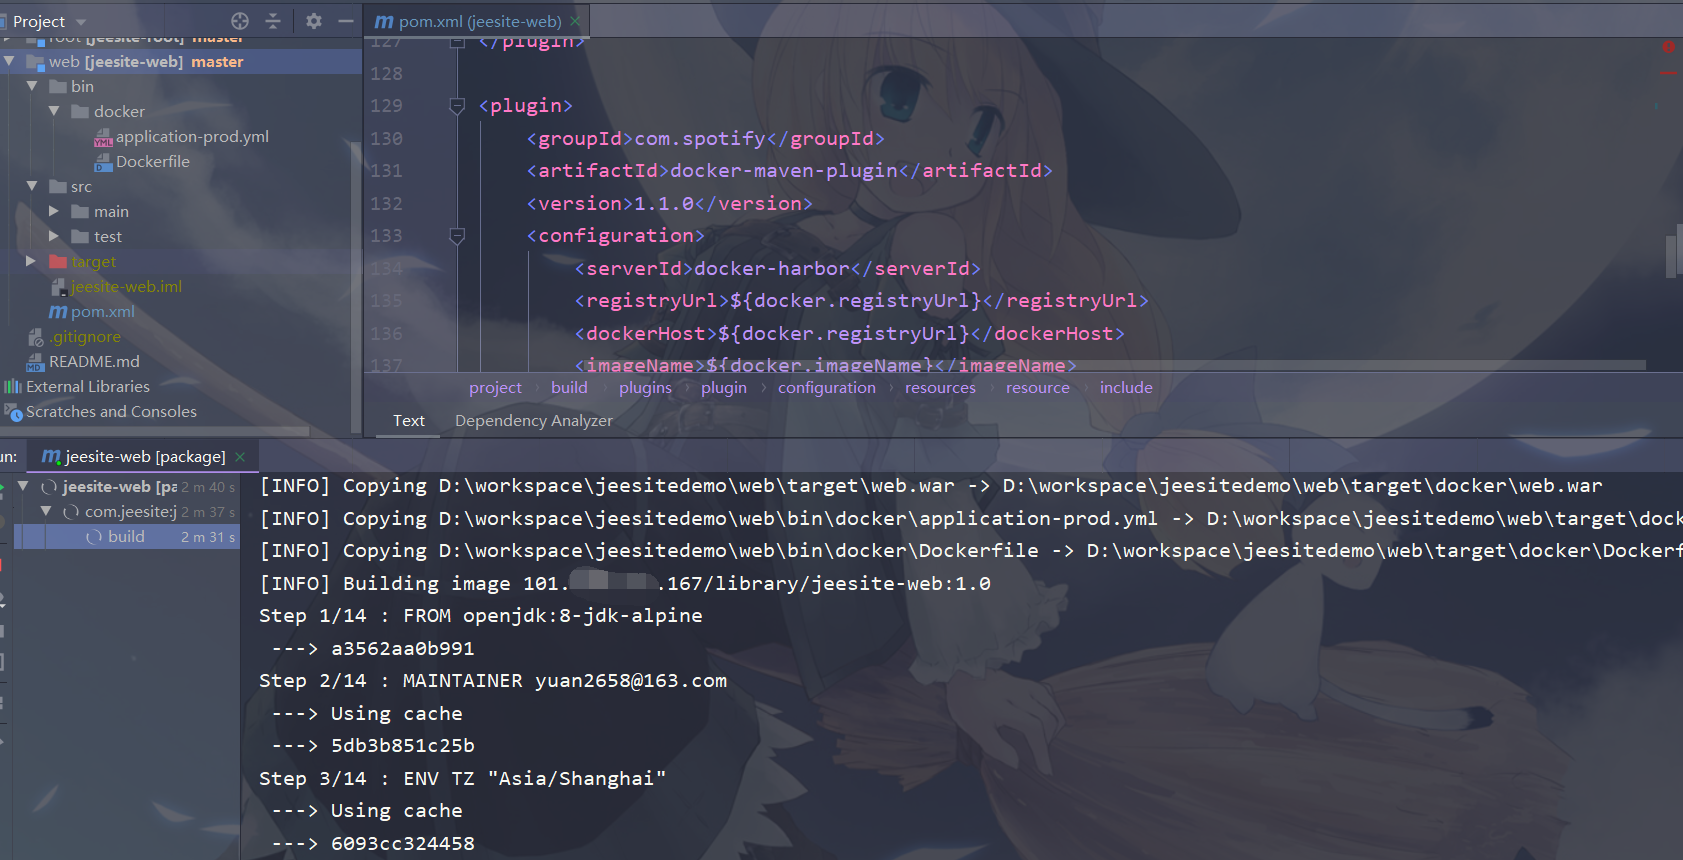 Project
pom.xml (jeesite-web)
root [jeesite-root] master
web [jeesite-web] master
bin
docker
application-prod.yml
Dockerfile
src
main
test
target
jeesite-web.iml
pom.xml
.gitignore
README.md
External Libraries
Scratches and Consoles
127 </plugin>
128
129 <plugin>
130 <groupId>com.spotify</groupId>
131 <artifactId>docker-maven-plugin</artifactId>
132 <version>1.1.0</version>
133 <configuration>
134 <serverId>docker-harbor</serverId>
135 <registryUrl>${docker.registryUrl}</registryUrl>
136 <dockerHost>${docker.registryUrl}</dockerHost>
137 <imageName>${docker.imageName}</imageName>
project › build › plugins › plugin › configuration › resources › resource › include
Text Dependency Analyzer
un: jeesite-web [package]
jeesite-web [pa 2 m 40 s
com.jeesite:j 2 m 37 s
build 2 m 31 s
[INFO] Copying D:\workspace\jeesitedemo\web\target\web.war -> D:\workspace\jeesitedemo\web\target\docker\web.war
[INFO] Copying D:\workspace\jeesitedemo\web\bin\docker\application-prod.yml -> D:\workspace\jeesitedemo\web\target\dock
[INFO] Copying D:\workspace\jeesitedemo\web\bin\docker\Dockerfile -> D:\workspace\jeesitedemo\web\target\docker\Dockerf
[INFO] Building image 101. .167/library/jeesite-web:1.0
Step 1/14 : FROM openjdk:8-jdk-alpine
---> a3562aa0b991
Step 2/14 : MAINTAINER yuan2658@163.com
---> Using cache
---> 5db3b851c25b
Step 3/14 : ENV TZ "Asia/Shanghai"
---> Using cache
---> 6093cc324458